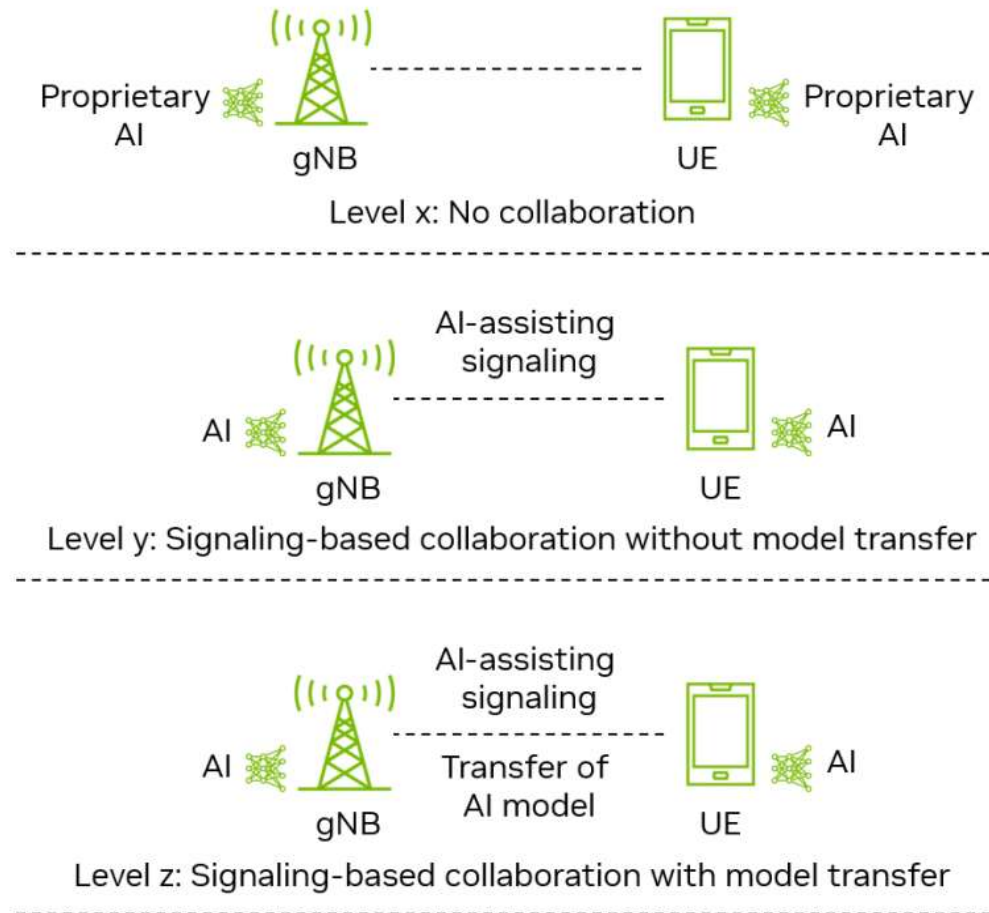 Proprietary
AI
gNB
UE
Proprietary
AI
Level x: No collaboration
AI-assisting
signaling
AI
gNB
UE
AI
Level y: Signaling-based collaboration without model transfer
AI-assisting
signaling
AI
Transfer of
AI model
gNB
UE
AI
Level z: Signaling-based collaboration with model transfer